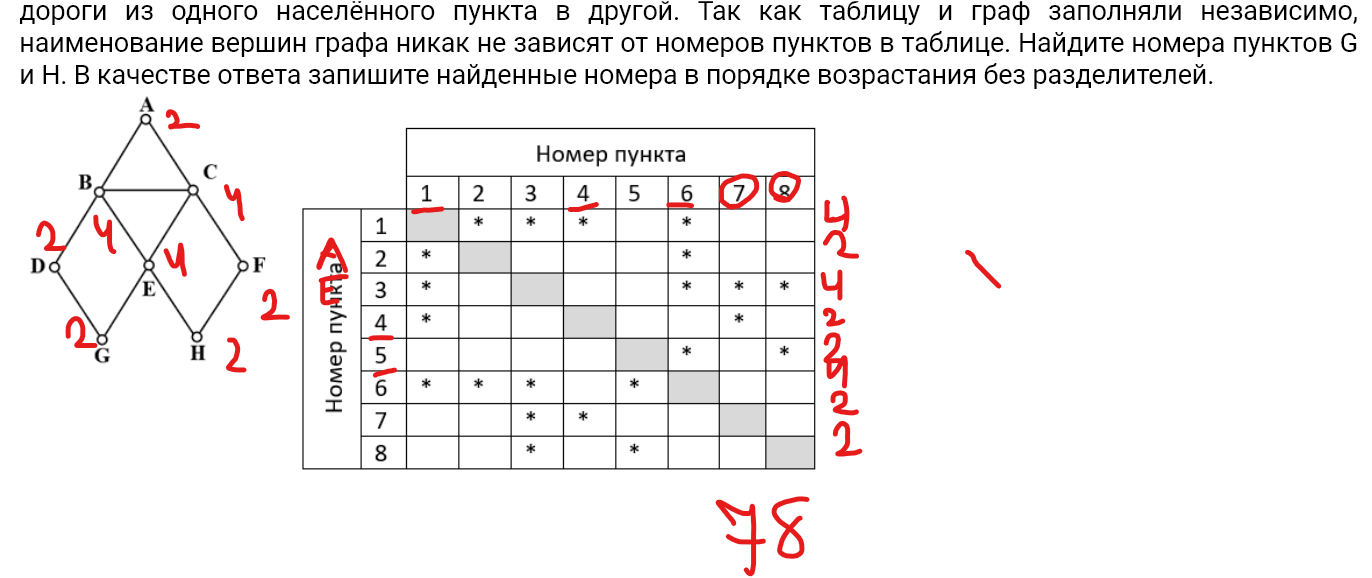 дороги из одного населённого пункта в другой. Так как таблицу и граф заполняли независимо,
наименование вершин графа никак не зависят от номеров пунктов в таблице. Найдите номера пунктов G
и H. В качестве ответа запишите найденные номера в порядке возрастания без разделителей.
A 2
B C 4
2 4 4
D E F
2 2
G H 2
Номер пункта
1 2 3 4 5 6 7 8
Номер пункта
A
E
1 * * * * 4
2 * * 2
3 * * * * 4
4 * * 2
5 * * 2
6 * * * * 4
7 * * 2
8 * * 2
78